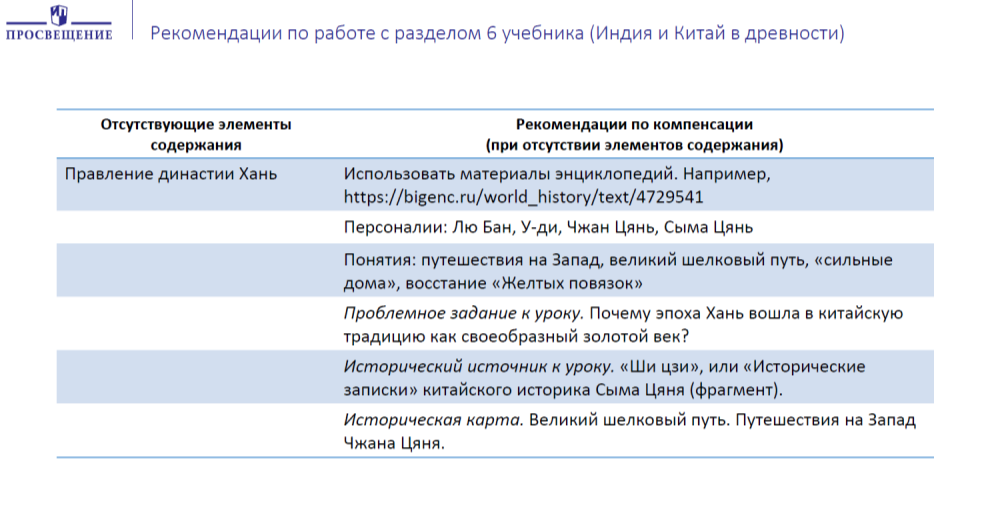 ПРОСВЕЩЕНИЕ
Рекомендации по работе с разделом 6 учебника (Индия и Китай в древности)
Отсутствующие элементы
содержания
Рекомендации по компенсации
(при отсутствии элементов содержания)
Правление династии Хань
Использовать материалы энциклопедий. Например,
https://bigenc.ru/world_history/text/4729541
Персоналии: Лю Бан, У-ди, Чжан Цянь, Сыма Цянь
Понятия: путешествия на Запад, великий шелковый путь, «сильные
дома», восстание «Желтых повязок»
Проблемное задание к уроку. Почему эпоха Хань вошла в китайскую
традицию как своеобразный золотой век?
Исторический источник к уроку. «Ши цзи», или «Исторические
записки» китайского историка Сыма Цяня (фрагмент).
Историческая карта. Великий шелковый путь. Путешествия на Запад
Чжана Цяня.